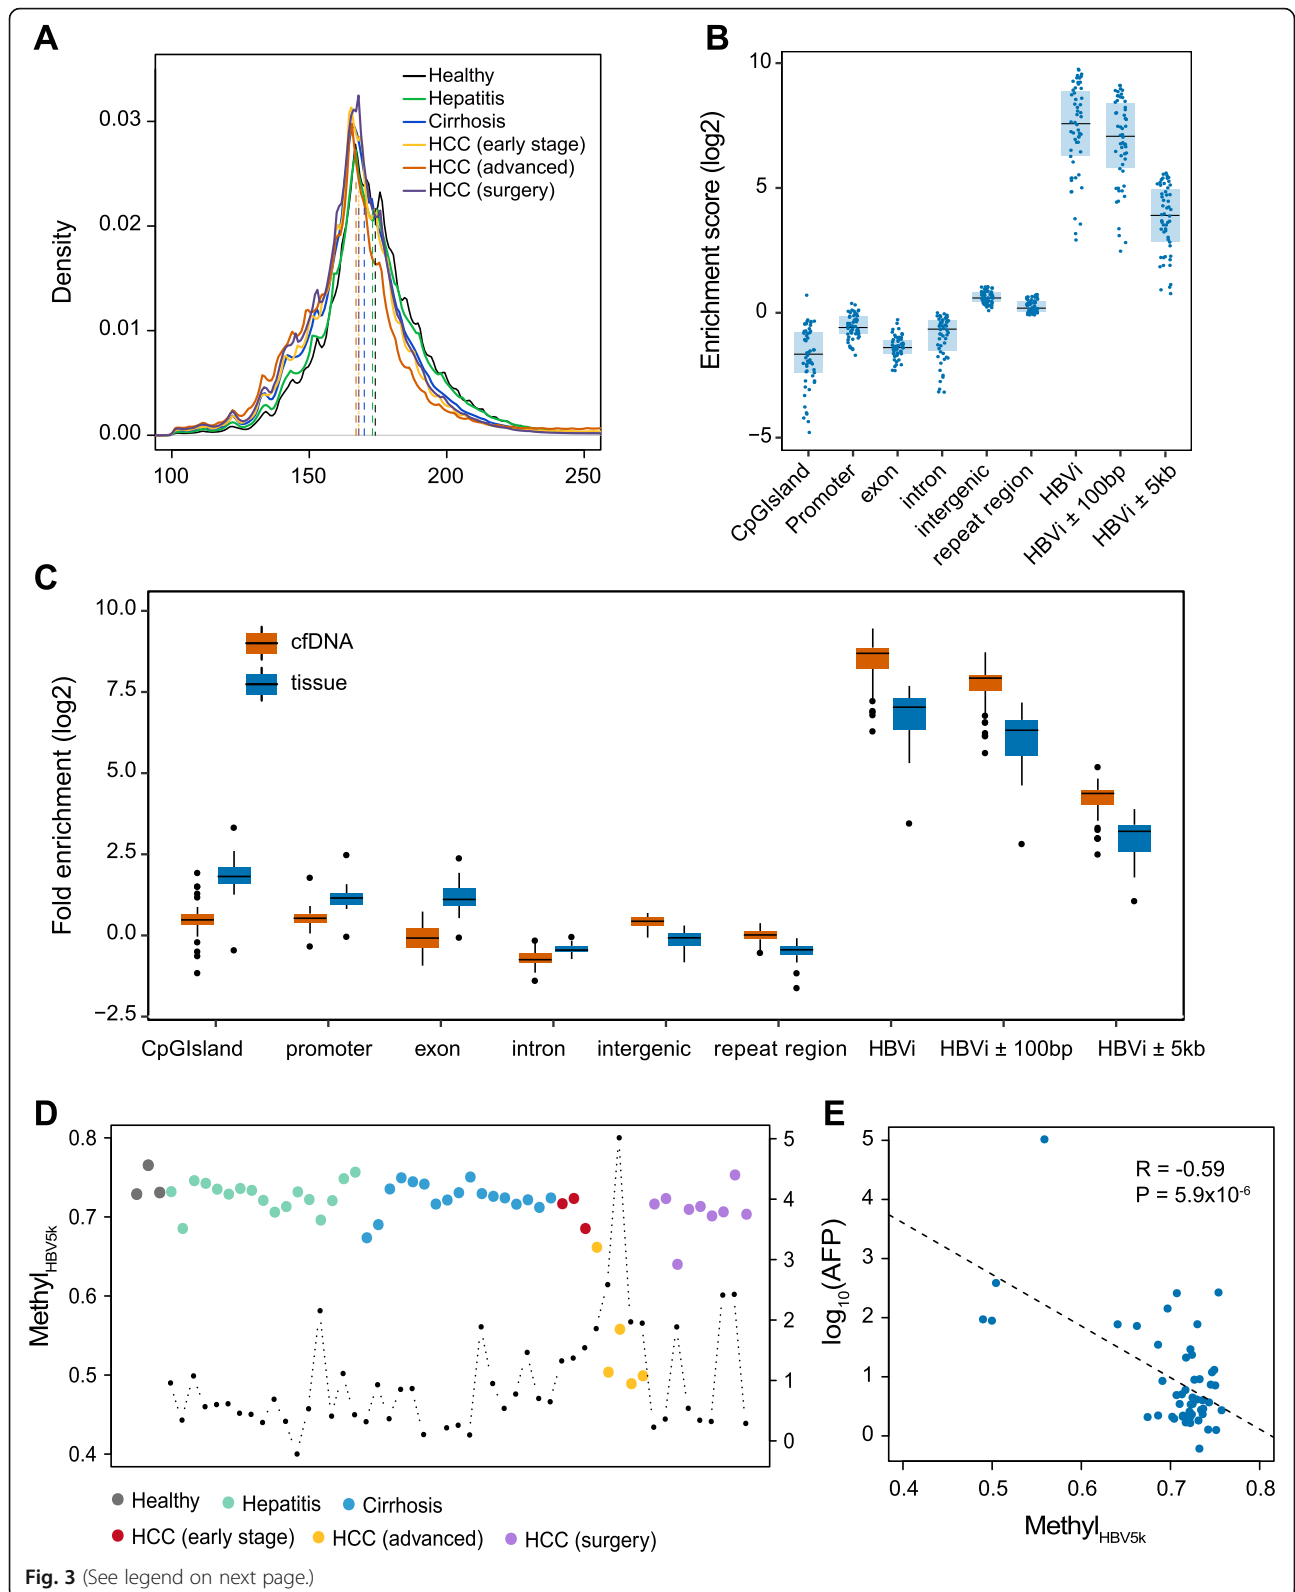 A
Healthy
Hepatitis
Cirrhosis
HCC (early stage)
HCC (advanced)
HCC (surgery)
Density
0.03
0.02
0.01
0.00
100 150 200 250
B
Enrichment score (log2)
10
5
0
−5
CpGIsland
Promoter
exon
intron
intergenic
repeat region
HBVi
HBVi ± 100bp
HBVi ± 5kb
C
Fold enrichment (log2)
10.0
7.5
5.0
2.5
0.0
−2.5
cfDNA
tissue
CpGIsland promoter exon intron intergenic repeat region HBVi HBVi ± 100bp HBVi ± 5kb
D
Methyl HBV5k
0.8
0.7
0.6
0.5
0.4
5
4
3
2
1
0
Healthy Hepatitis Cirrhosis
HCC (early stage) HCC (advanced) HCC (surgery)
E
log10(AFP)
5
4
3
2
1
0
R = -0.59
P = 5.9x10-6
0.4 0.5 0.6 0.7 0.8
Methyl HBV5k
Fig. 3 (See legend on next page.)